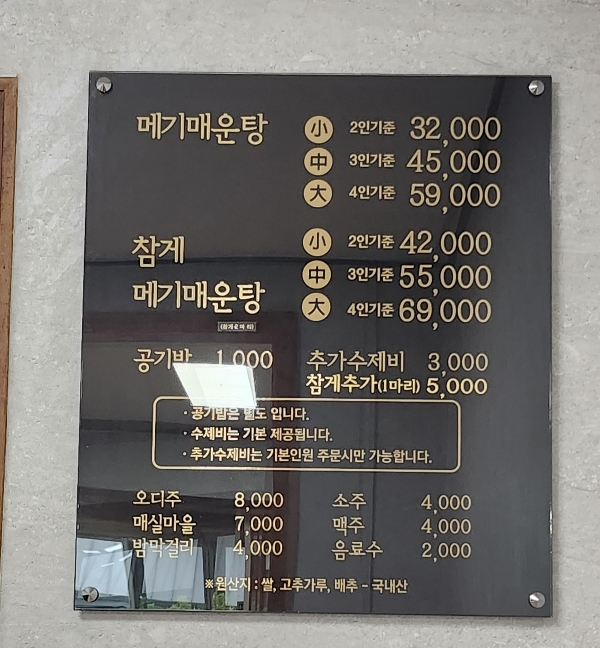 메기매운탕 小 2인기준 32,000
中 3인기준 45,000
大 4인기준 59,000
참게 메기매운탕 小 2인기준 42,000
中 3인기준 55,000
大 4인기준 69,000
공기밥 1,000 추가수제비 3,000
참게추가(1마리) 5,000
· 공기밥은 별도 입니다.
· 수제비는 기본 제공됩니다.
· 추가수제비는 기본인원 주문시만 가능합니다.
오디주 8,000 소주 4,000
매실마을 7,000 맥주 4,000
밤막걸리 4,000 음료수 2,000
※원산지 : 쌀, 고추가루, 배추 - 국내산